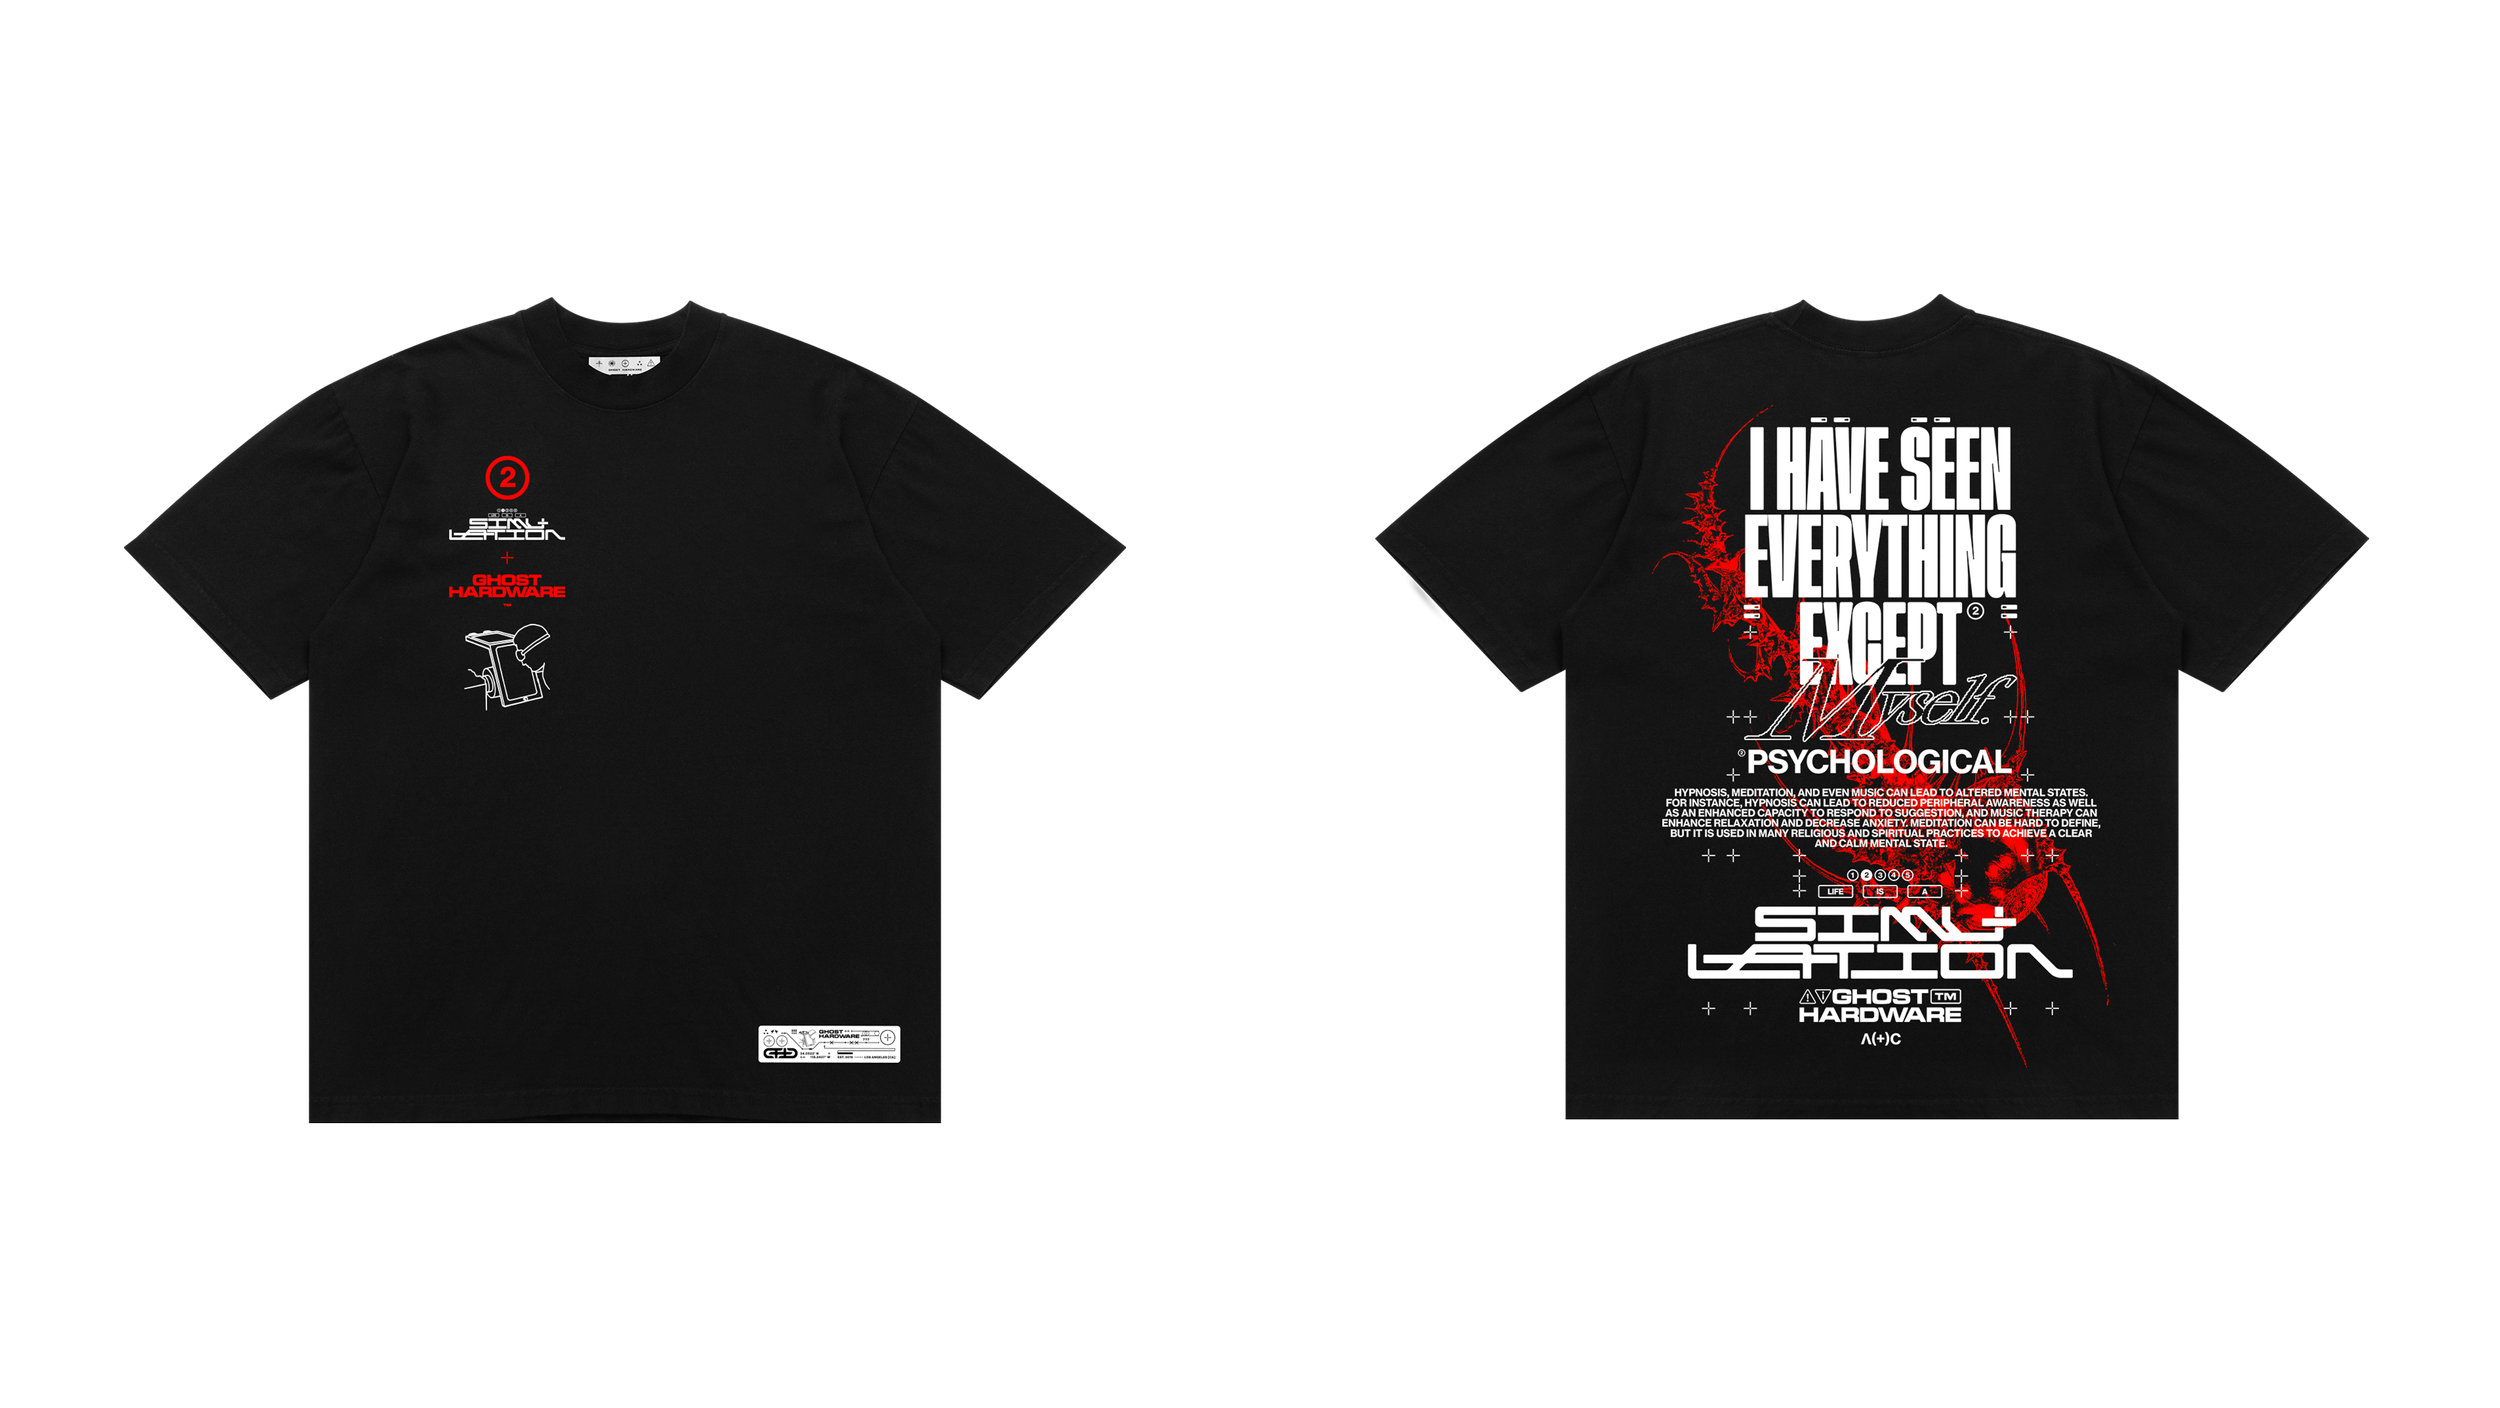 GHOST HARDWARE
2
SIMU
LATION
GHOST
HARDWARE
TM
GHOST
HARDWARE
I HAVE SEEN
EVERYTHING
EXCEPT 2
Myself.
PSYCHOLOGICAL
HYPNOSIS, MEDITATION, AND EVEN MUSIC CAN LEAD TO ALTERED MENTAL STATES.
FOR INSTANCE, HYPNOSIS CAN LEAD TO REDUCED PERIPHERAL AWARENESS AS WELL
AS AN ENHANCED CAPACITY TO RESPOND TO SUGGESTION, AND MUSIC THERAPY CAN
ENHANCE RELAXATION AND DECREASE ANXIETY. MEDITATION CAN BE HARD TO DEFINE,
BUT IT IS USED IN MANY RELIGIOUS AND SPIRITUAL PRACTICES TO ACHIEVE A CLEAR
AND CALM MENTAL STATE.
1 2 3 4 5
LIFE IS A
SIMU
LATION
GHOST TM
HARDWARE
Λ(+)C